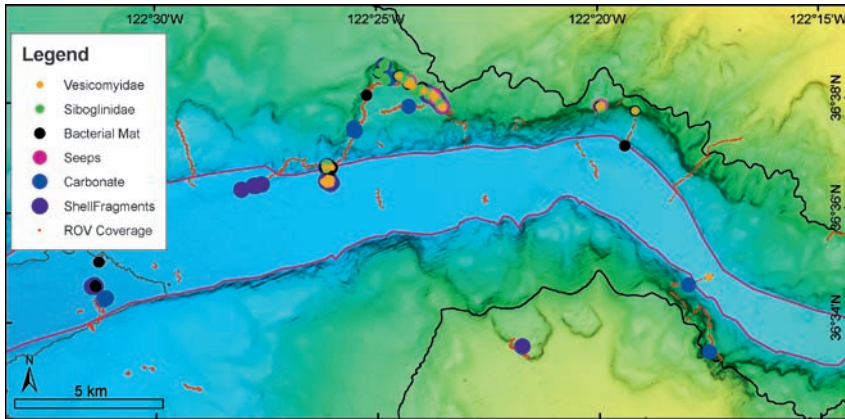 122°30'W 122°25'W 122°20'W 122°15'W
Legend
Vesicomyidae
Siboglinidae
Bacterial Mat
Seeps
Carbonate
ShellFragments
ROV Coverage
36°38'N
36°36'N
36°34'N
N
5 km